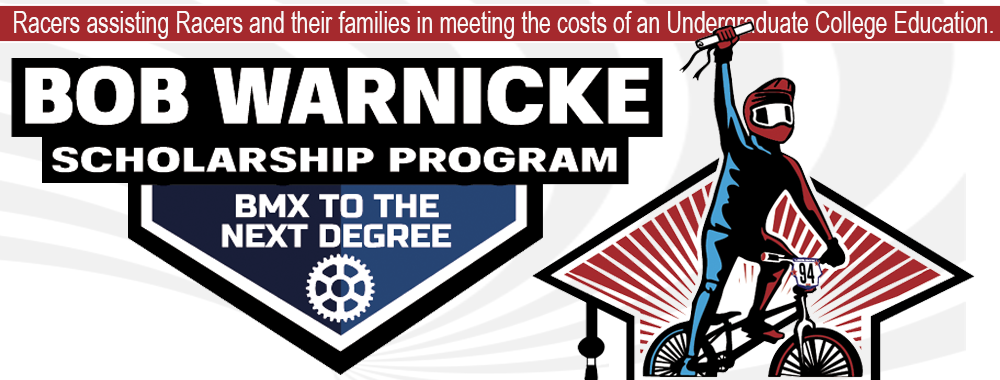 Racers assisting Racers and their families in meeting the costs of an Undergraduate College Education.
BOB WARNICKE
SCHOLARSHIP PROGRAM
BMX TO THE
NEXT DEGREE
94